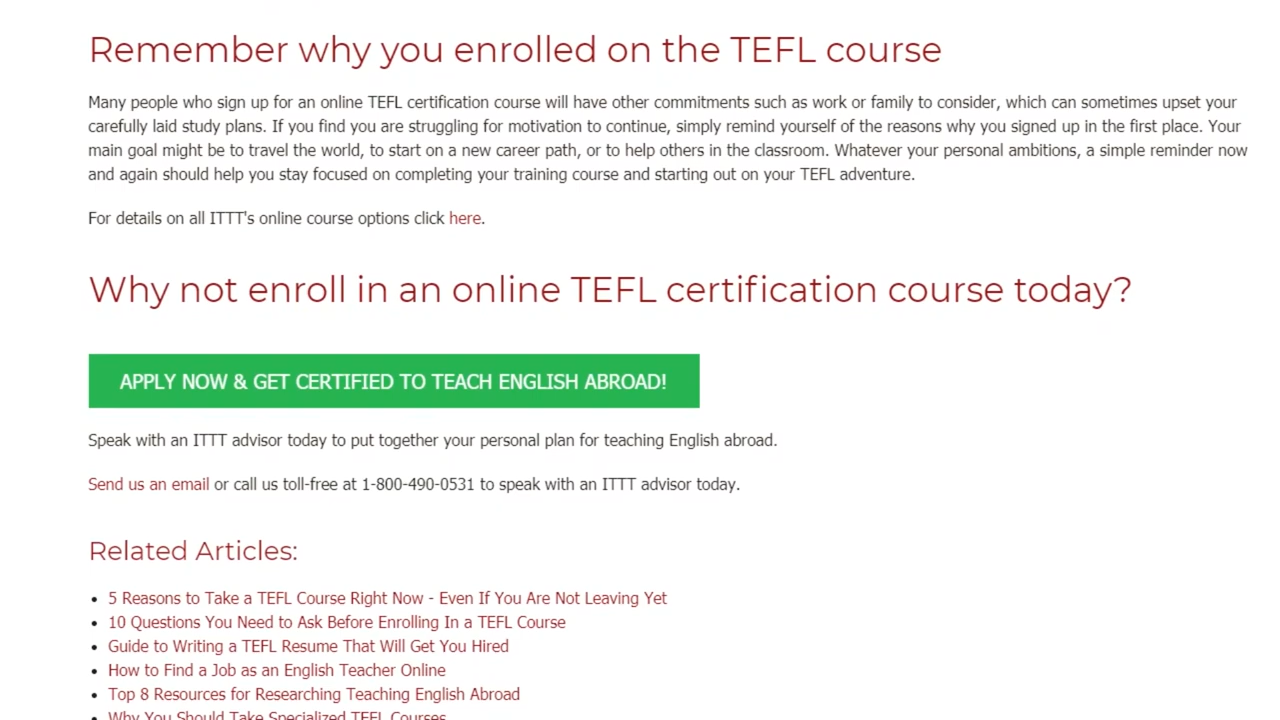 Remember why you enrolled on the TEFL course
Many people who sign up for an online TEFL certification course will have other commitments such as work or family to consider, which can sometimes upset your
carefully laid study plans. If you find you are struggling for motivation to continue, simply remind yourself of the reasons why you signed up in the first place. Your
main goal might be to travel the world, to start on a new career path, or to help others in the classroom. Whatever your personal ambitions, a simple reminder now
and again should help you stay focused on completing your training course and starting out on your TEFL adventure.
For details on all ITTT's online course options click here.
Why not enroll in an online TEFL certification course today?
APPLY NOW & GET CERTIFIED TO TEACH ENGLISH ABROAD!
Speak with an ITTT advisor today to put together your personal plan for teaching English abroad.
Send us an email or call us toll-free at 1-800-490-0531 to speak with an ITTT advisor today.
Related Articles:
• 5 Reasons to Take a TEFL Course Right Now - Even If You Are Not Leaving Yet
• 10 Questions You Need to Ask Before Enrolling In a TEFL Course
• Guide to Writing a TEFL Resume That Will Get You Hired
• How to Find a Job as an English Teacher Online
• Top 8 Resources for Researching Teaching English Abroad
• Why You Should Take Specialized TEFL Courses